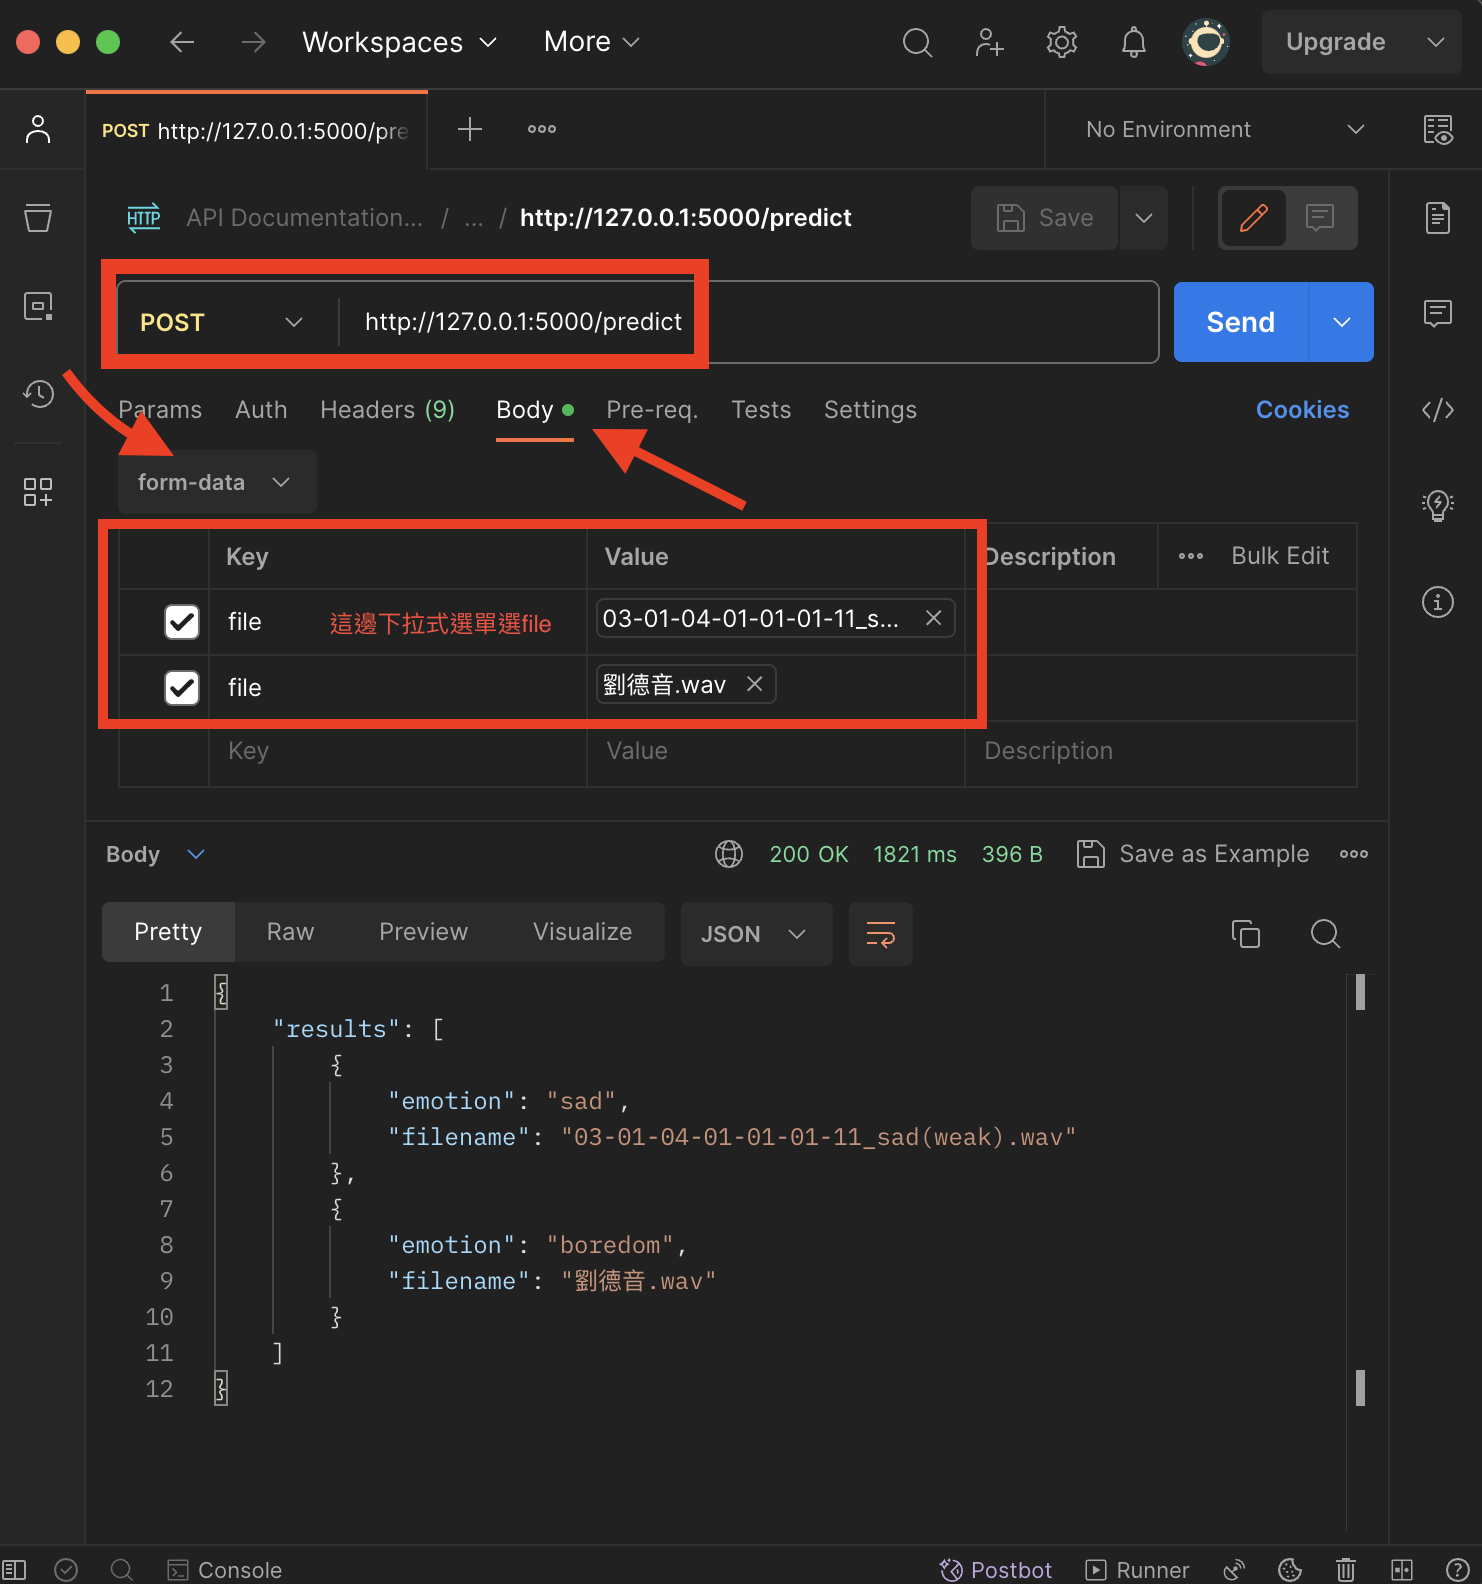 Workspaces More Upgrade
POST http://127.0.0.1:5000/pre No Environment
HTTP API Documentation... / ... / http://127.0.0.1:5000/predict Save
POST http://127.0.0.1:5000/predict Send
Params Auth Headers (9) Body Pre-req. Tests Settings Cookies
form-data
Key Value Description Bulk Edit
file 這邊下拉式選單選file 03-01-04-01-01-01-11_s...
file 劉德音.wav
Key Value Description
Body 200 OK 1821 ms 396 B Save as Example
Pretty Raw Preview Visualize JSON
1 {
2 "results": [
3 {
4 "emotion": "sad",
5 "filename": "03-01-04-01-01-01-11_sad(weak).wav"
6 },
7 {
8 "emotion": "boredom",
9 "filename": "劉德音.wav"
10 }
11 ]
12 }
Console Postbot Runner